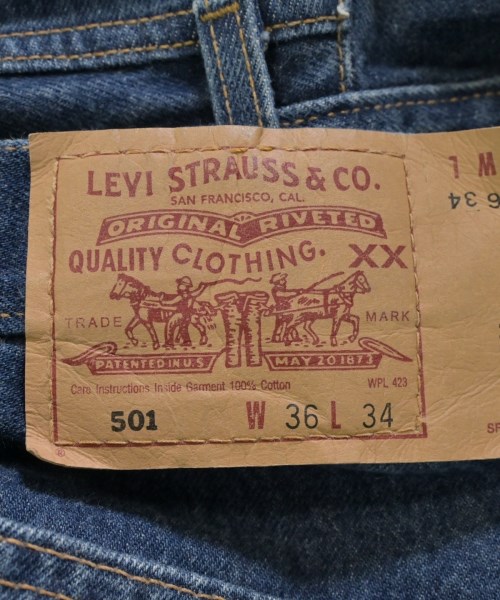 LEVI STRAUSS & CO.
SAN FRANCISCO, CAL.
ORIGINAL RIVETED
QUALITY CLOTHING. XX
TRADE MARK
PATENTED IN U.S. MAY 20 1873
Care Instructions Inside Garment 100% Cotton WPL 423
501 W 36 L 34
®
W L
6 34